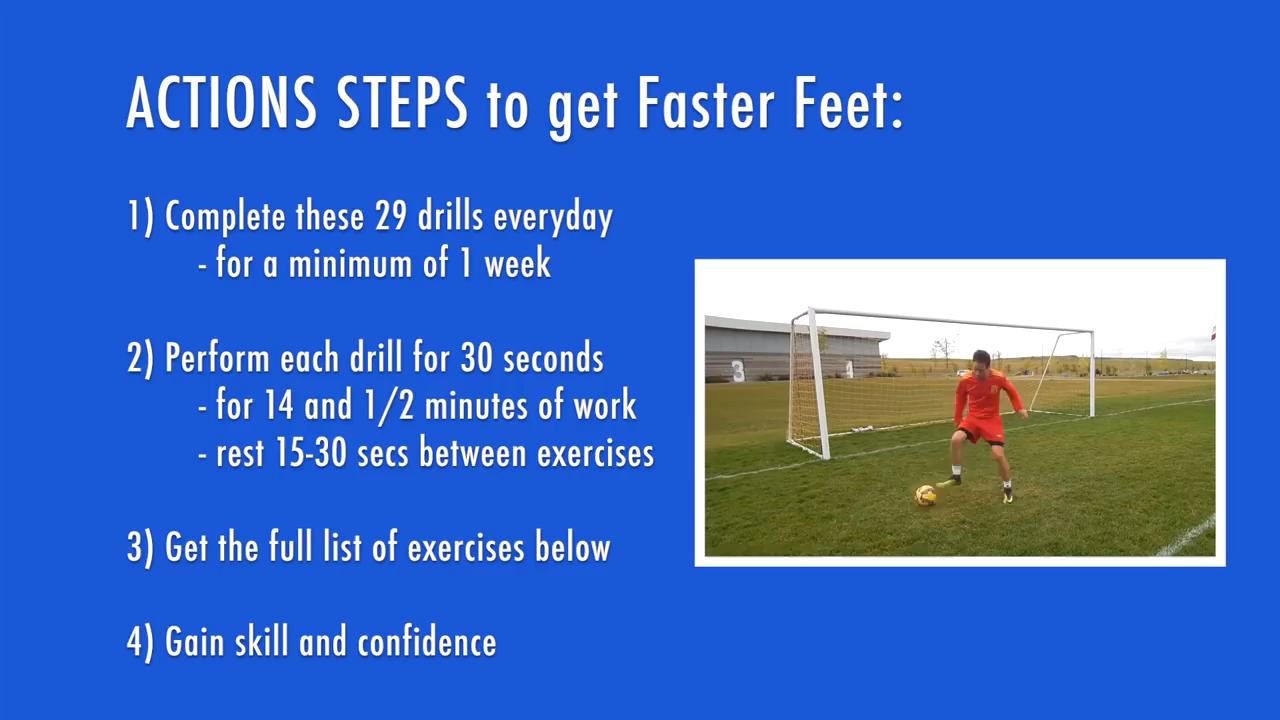 ACTIONS STEPS to get Faster Feet:
1) Complete these 29 drills everyday
- for a minimum of 1 week
2) Perform each drill for 30 seconds
- for 14 and 1/2 minutes of work
- rest 15-30 secs between exercises
3) Get the full list of exercises below
4) Gain skill and confidence
3
4